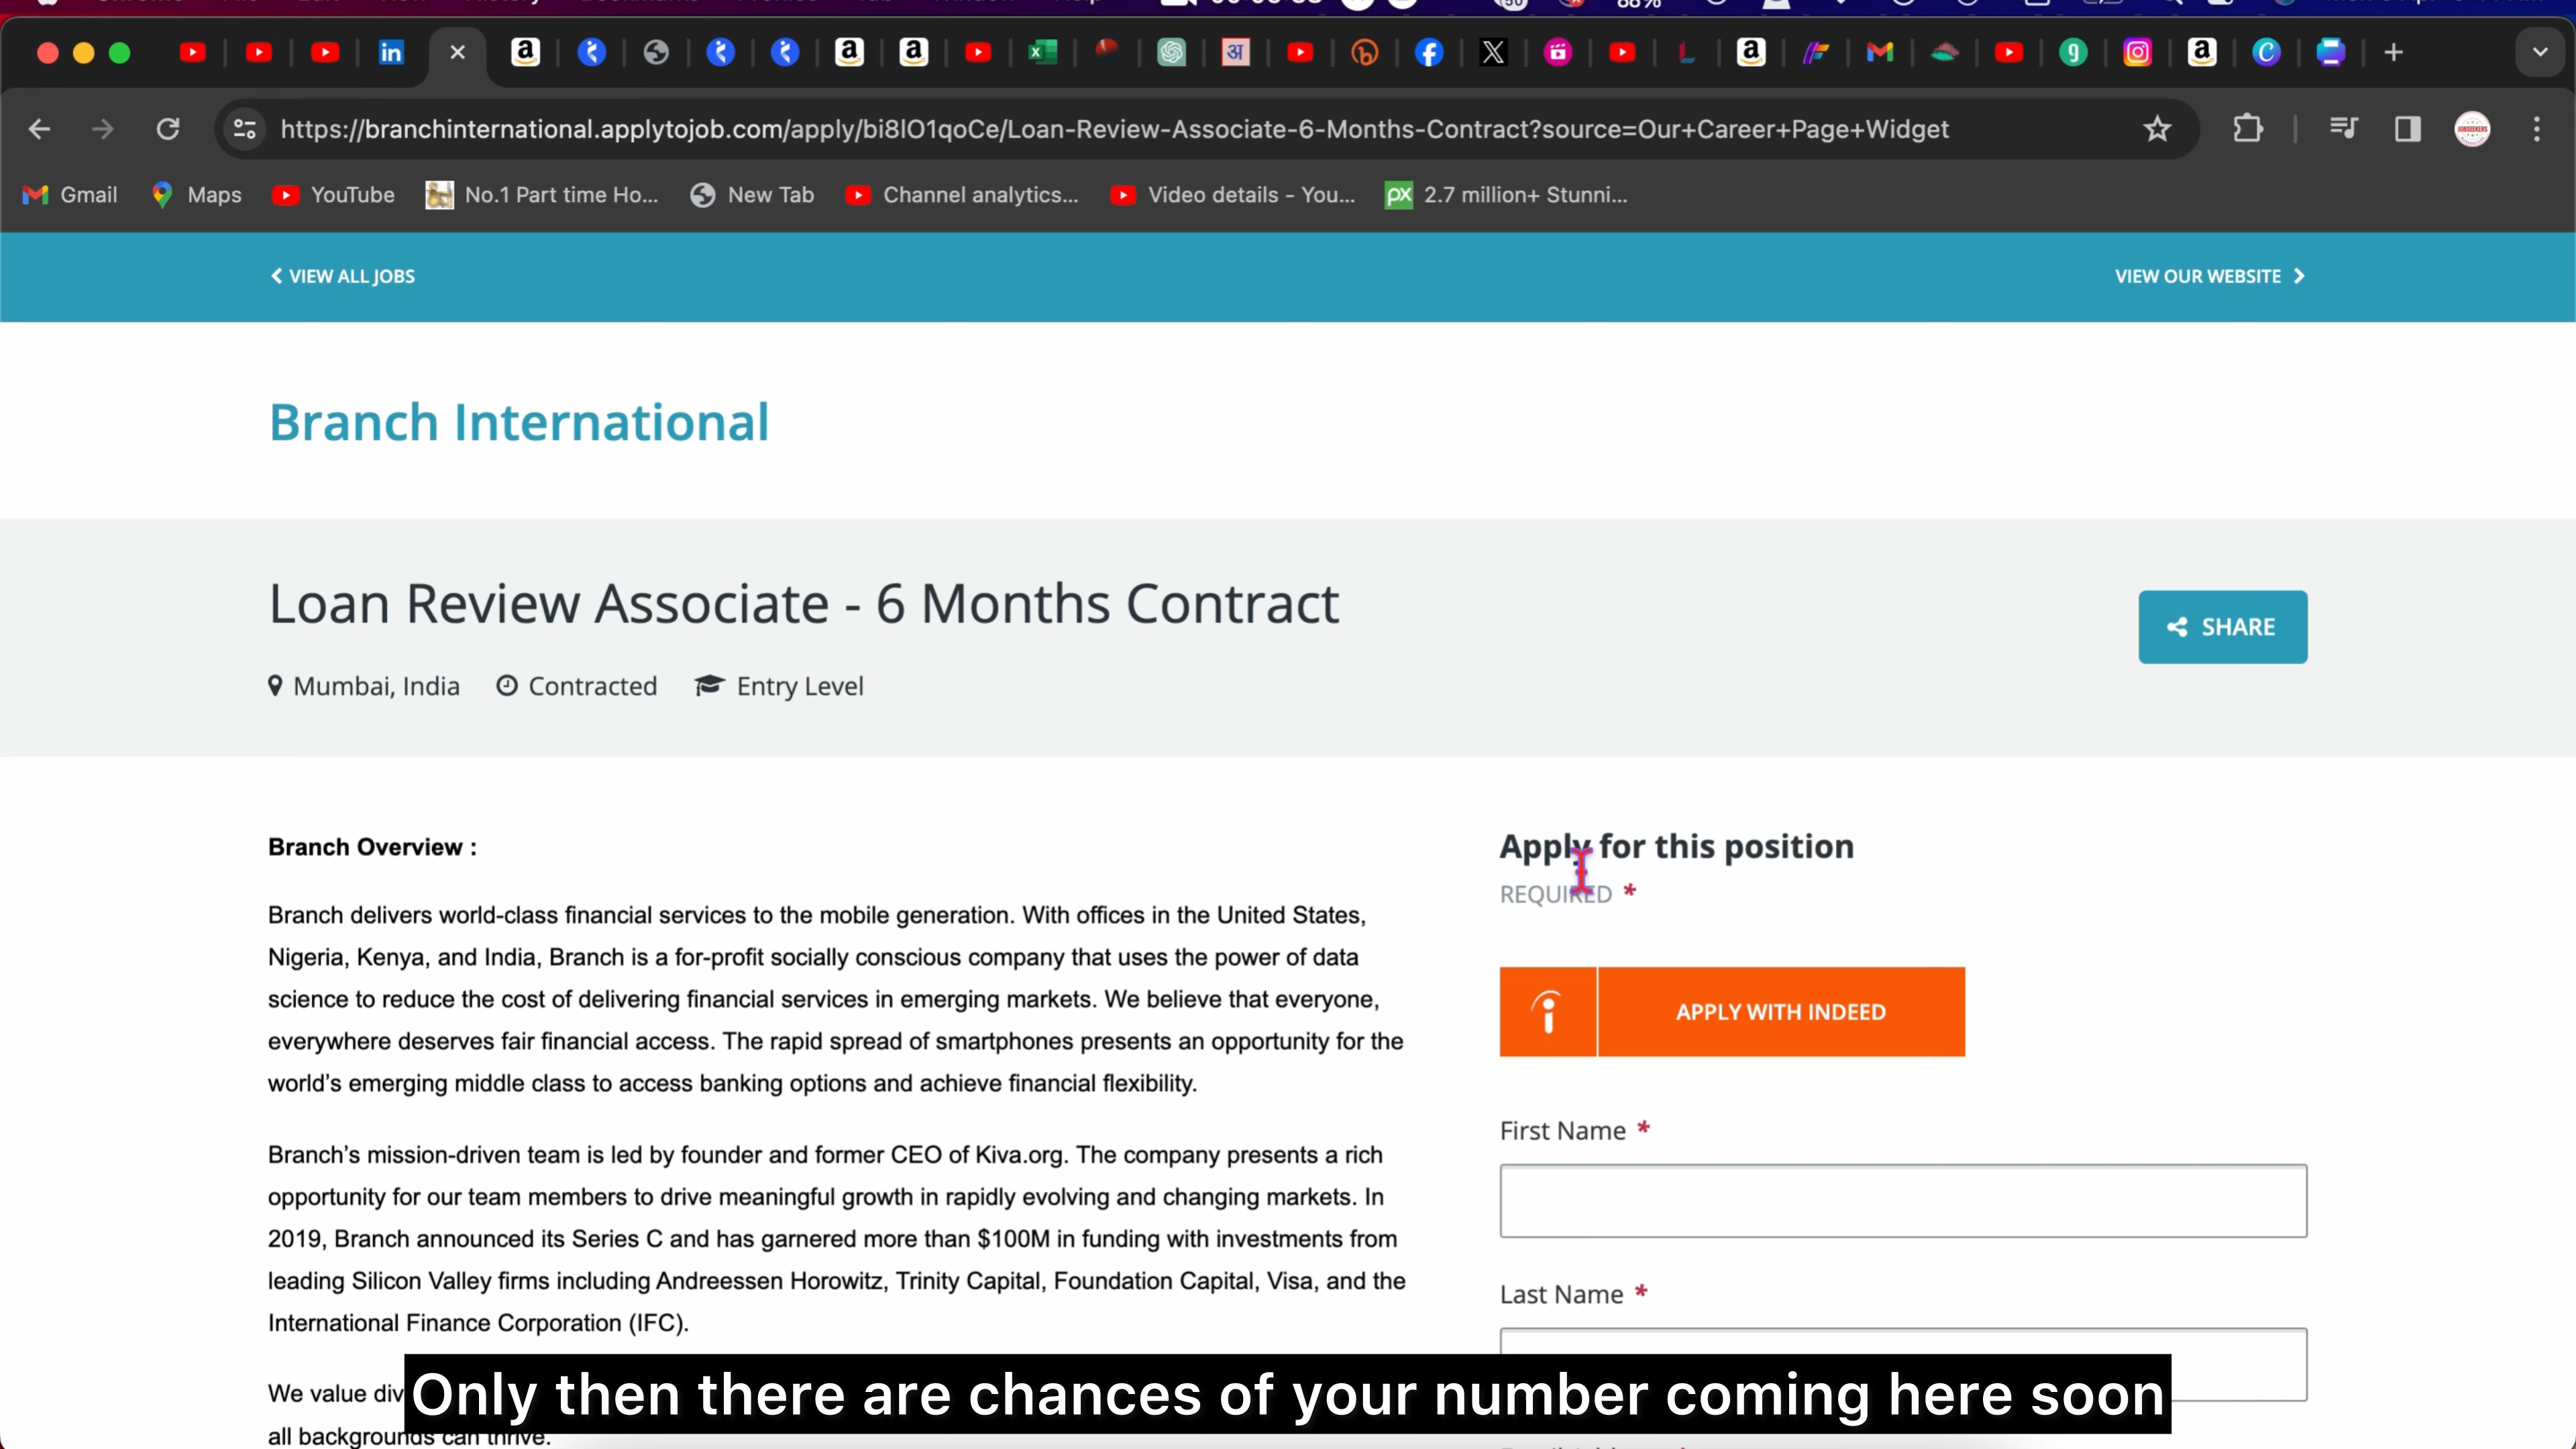 https://branchinternational.applytojob.com/apply/bi8lO1qoCe/Loan-Review-Associate-6-Months-Contract?source=Our+Career+Page+Widget
Gmail Maps YouTube No.1 Part time Ho... New Tab Channel analytics... Video details - You... 2.7 million+ Stunni...
VIEW ALL JOBS VIEW OUR WEBSITE
Branch International
Loan Review Associate - 6 Months Contract
SHARE
Mumbai, India Contracted Entry Level
Branch Overview :
Branch delivers world-class financial services to the mobile generation. With offices in the United States,
Nigeria, Kenya, and India, Branch is a for-profit socially conscious company that uses the power of data
science to reduce the cost of delivering financial services in emerging markets. We believe that everyone,
everywhere deserves fair financial access. The rapid spread of smartphones presents an opportunity for the
world’s emerging middle class to access banking options and achieve financial flexibility.
Branch’s mission-driven team is led by founder and former CEO of Kiva.org. The company presents a rich
opportunity for our team members to drive meaningful growth in rapidly evolving and changing markets. In
2019, Branch announced its Series C and has garnered more than $100M in funding with investments from
leading Silicon Valley firms including Andreessen Horowitz, Trinity Capital, Foundation Capital, Visa, and the
International Finance Corporation (IFC).
We value div
all backgrounds can thrive.
Apply for this position
REQUIRED *
APPLY WITH INDEED
First Name *
Last Name *
Only then there are chances of your number coming here soon